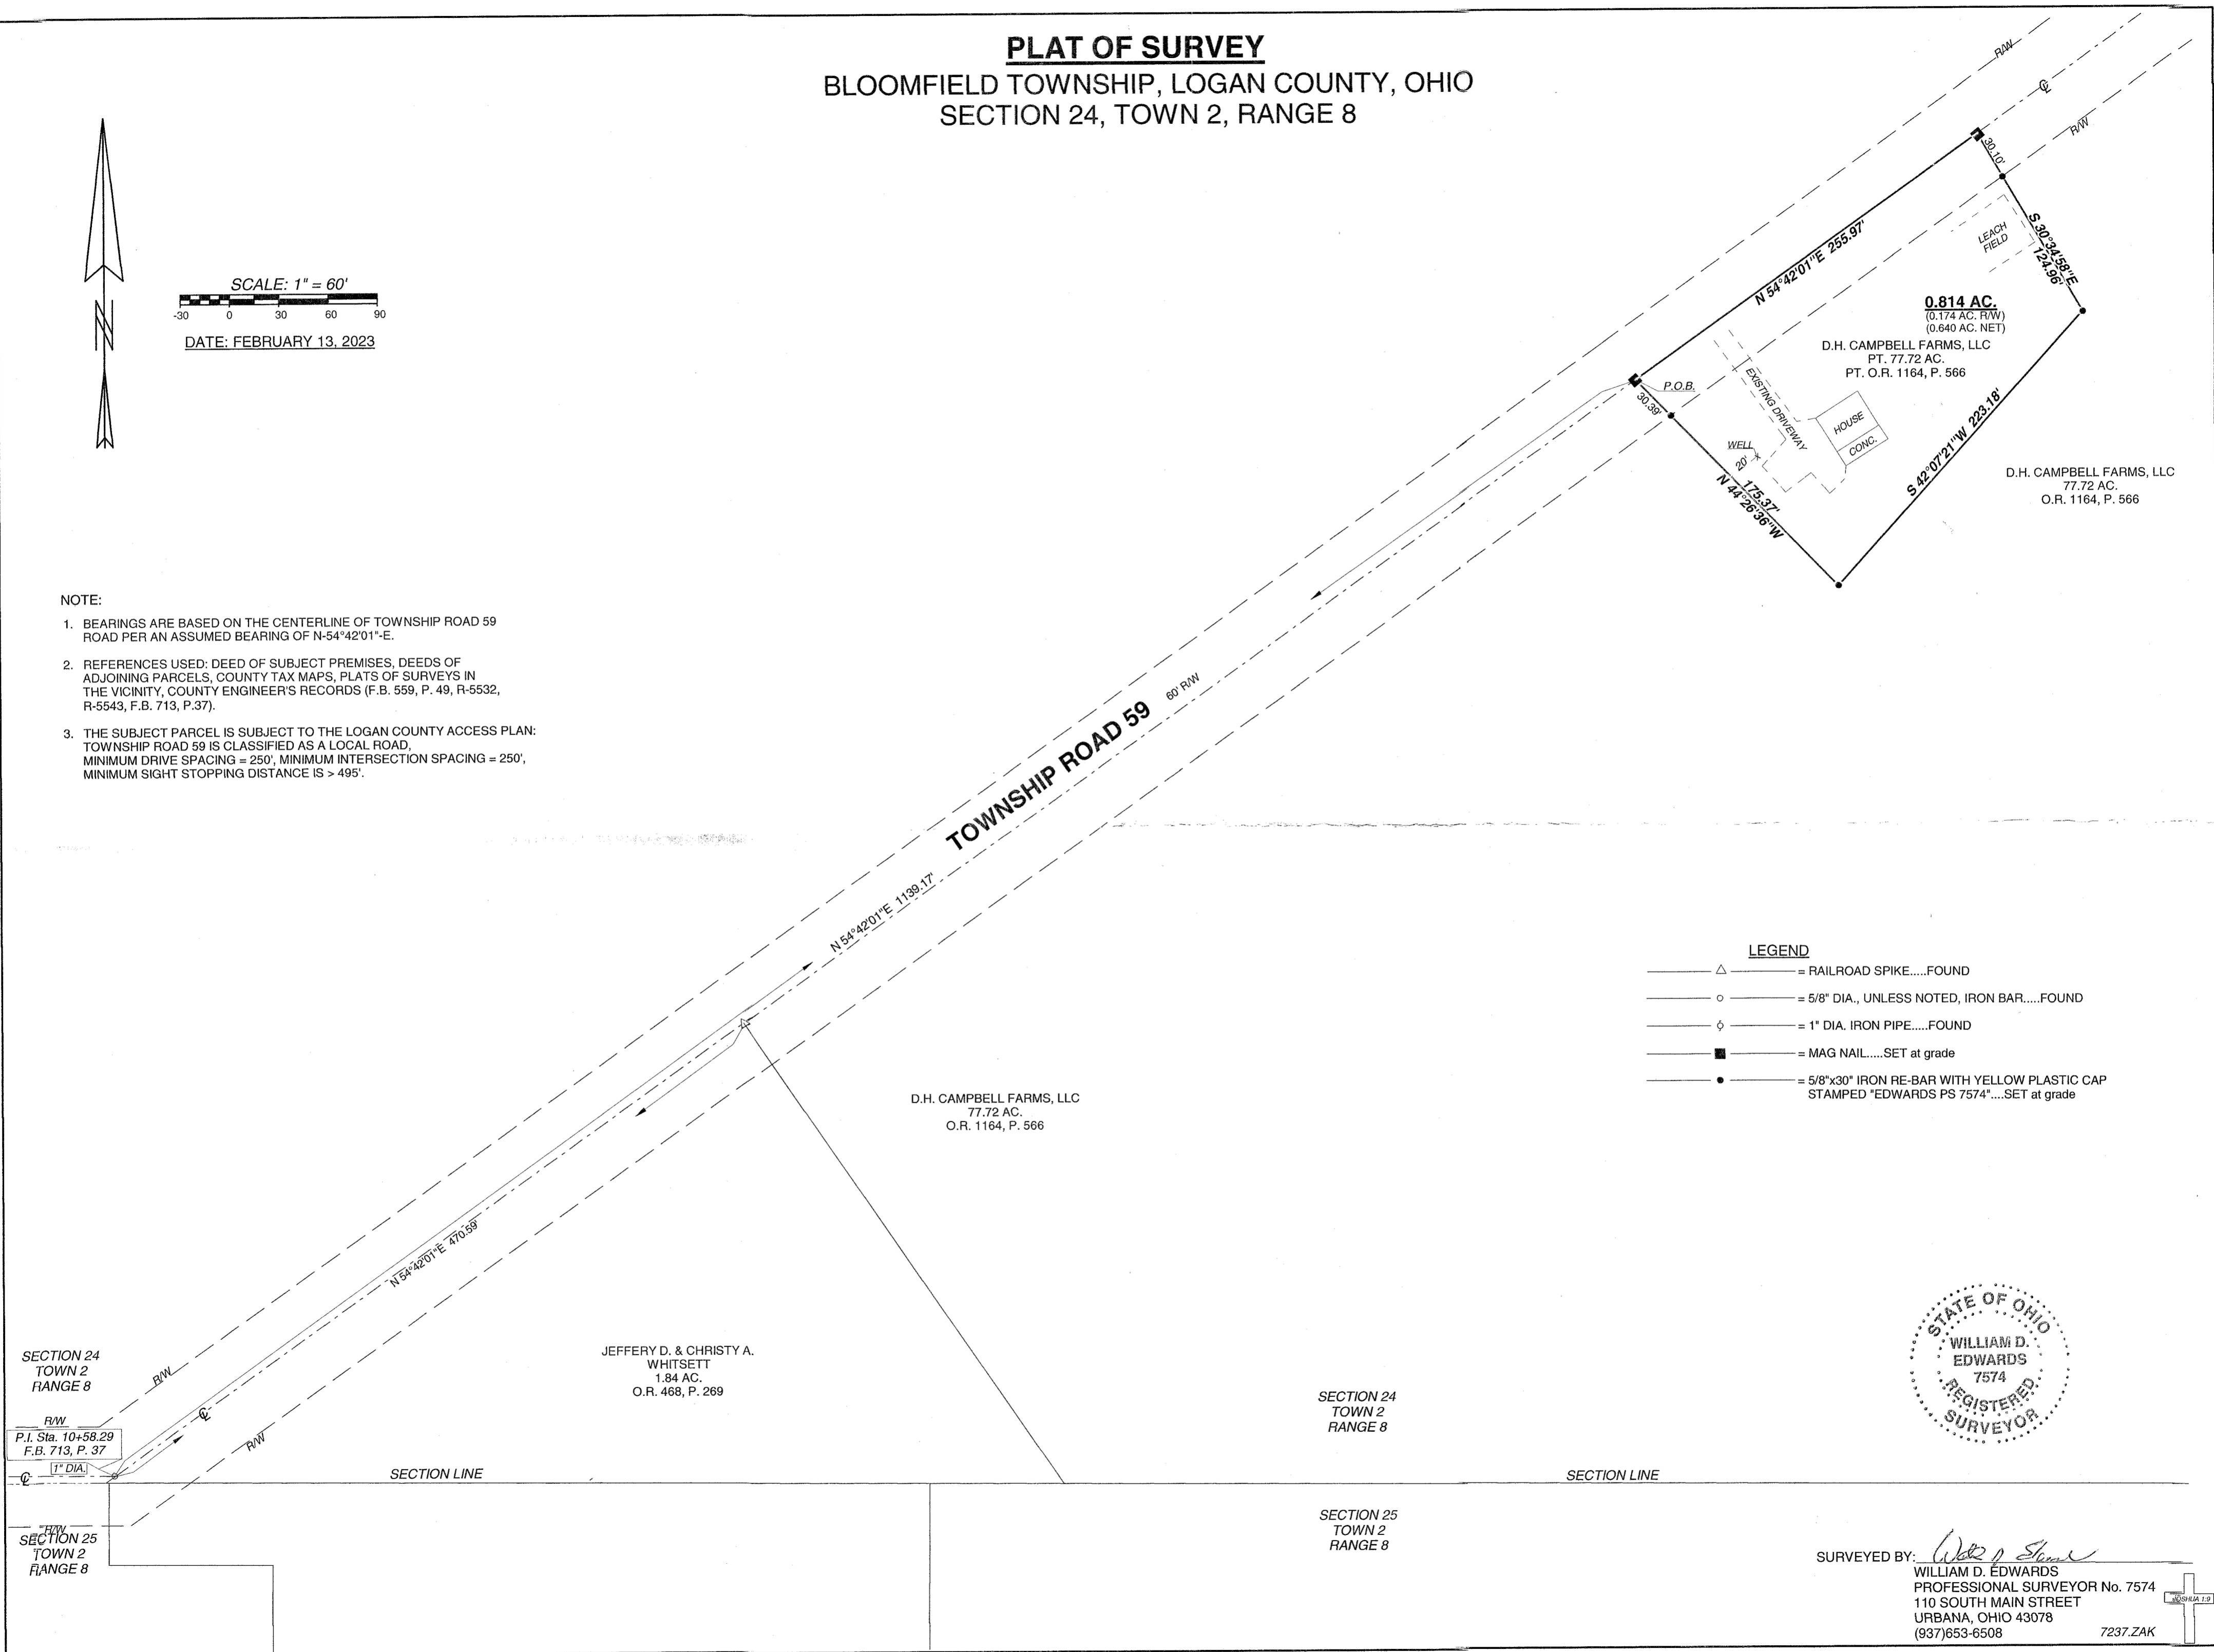 PLAT OF SURVEY
BLOOMFIELD TOWNSHIP, LOGAN COUNTY, OHIO
SECTION 24, TOWN 2, RANGE 8
N
SCALE: 1" = 60'
-30 0 30 60 90
DATE: FEBRUARY 13, 2023
R/W
℄
R/W
30.10'
S 30°34'58"E
124.96'
LEACH
FIELD
N 54°42'01"E 255.97'
0.814 AC.
(0.174 AC. R/W)
(0.640 AC. NET)
D.H. CAMPBELL FARMS, LLC
PT. 77.72 AC.
PT. O.R. 1164, P. 566
P.O.B.
30.39'
EXISTING DRIVEWAY
HOUSE
CONC.
WELL
20'
175.37'
N 44°26'36"W
S 42°07'21"W 223.18'
D.H. CAMPBELL FARMS, LLC
77.72 AC.
O.R. 1164, P. 566
NOTE:
1. BEARINGS ARE BASED ON THE CENTERLINE OF TOWNSHIP ROAD 59
ROAD PER AN ASSUMED BEARING OF N-54°42'01"-E.
2. REFERENCES USED: DEED OF SUBJECT PREMISES, DEEDS OF
ADJOINING PARCELS, COUNTY TAX MAPS, PLATS OF SURVEYS IN
THE VICINITY, COUNTY ENGINEER'S RECORDS (F.B. 559, P. 49, R-5532,
R-5543, F.B. 713, P.37).
3. THE SUBJECT PARCEL IS SUBJECT TO THE LOGAN COUNTY ACCESS PLAN:
TOWNSHIP ROAD 59 IS CLASSIFIED AS A LOCAL ROAD,
MINIMUM DRIVE SPACING = 250', MINIMUM INTERSECTION SPACING = 250',
MINIMUM SIGHT STOPPING DISTANCE IS > 495'.
TOWNSHIP ROAD 59
60' R/W
N 54°42'01"E 1139.17'
LEGEND
= RAILROAD SPIKE.....FOUND
= 5/8" DIA., UNLESS NOTED, IRON BAR.....FOUND
= 1" DIA. IRON PIPE.....FOUND
= MAG NAIL.....SET at grade
= 5/8"x30" IRON RE-BAR WITH YELLOW PLASTIC CAP
STAMPED "EDWARDS PS 7574"....SET at grade
D.H. CAMPBELL FARMS, LLC
77.72 AC.
O.R. 1164, P. 566
N 54°42'01"E 470.59'
JEFFERY D. & CHRISTY A.
WHITSETT
1.84 AC.
O.R. 468, P. 269
SECTION 24
TOWN 2
RANGE 8
R/W
R/W
℄
R/W
P.I. Sta. 10+58.29
F.B. 713, P. 37
1" DIA.
℄
SECTION LINE
SECTION 24
TOWN 2
RANGE 8
SECTION LINE
R/W
SECTION 25
TOWN 2
RANGE 8
SECTION 25
TOWN 2
RANGE 8
STATE OF OHIO
WILLIAM D.
EDWARDS
7574
REGISTERED
SURVEYOR
SURVEYED BY:
WILLIAM D. EDWARDS
PROFESSIONAL SURVEYOR No. 7574
110 SOUTH MAIN STREET
URBANA, OHIO 43078
(937)653-6508
7237.ZAK
JOSHUA 1:9